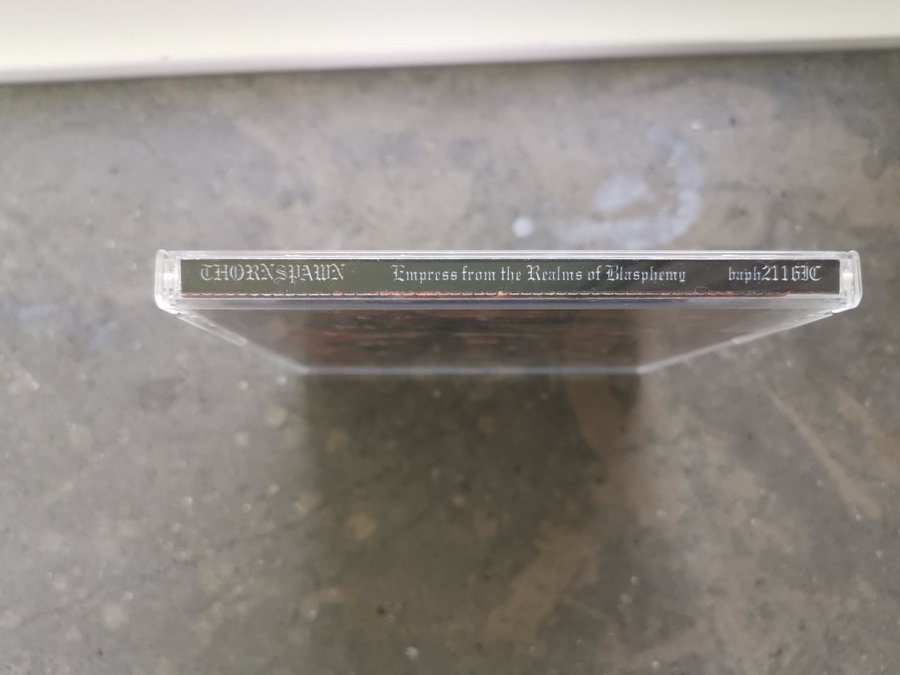 THORNSPAWN Empress from the Realms of Blasphemy baph2116IC